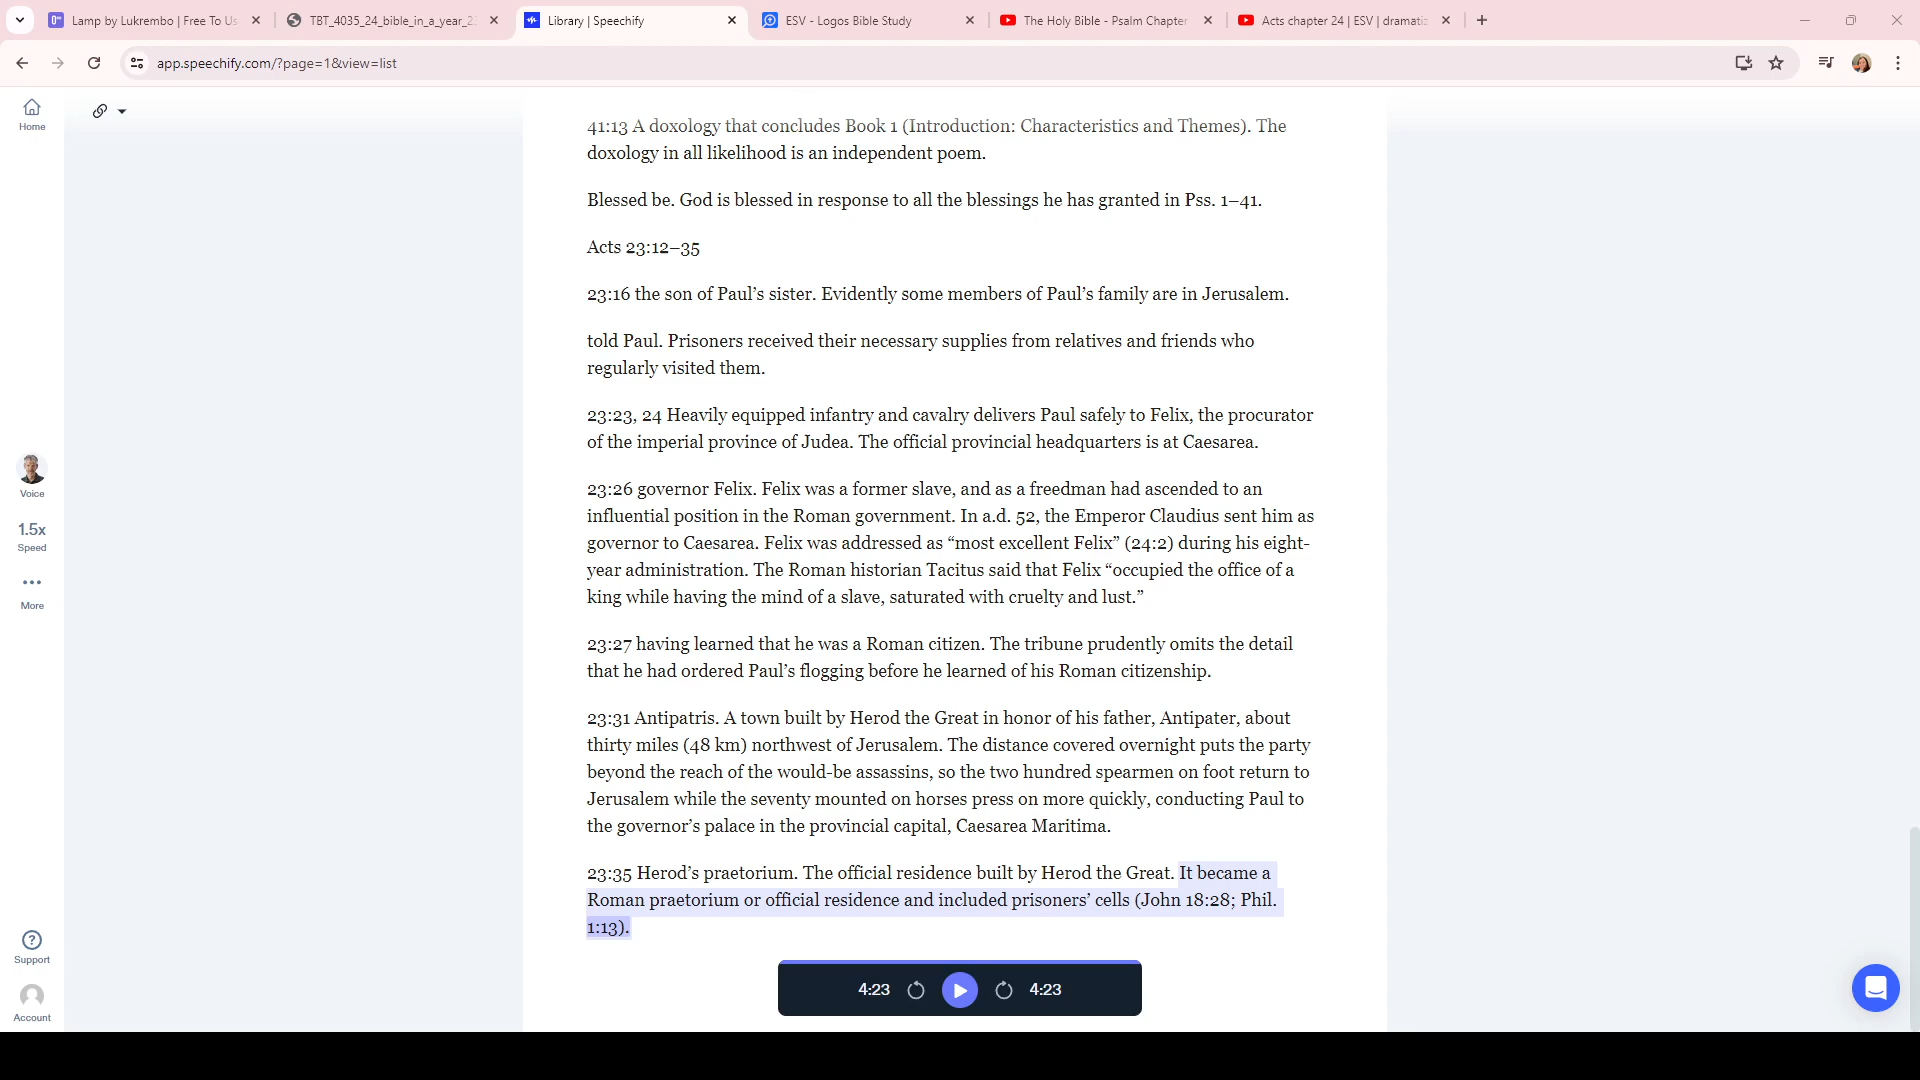 Lamp by Lukrembo | Free To Us
TBT_4035_24_bible_in_a_year_2
Library | Speechify
ESV - Logos Bible Study
The Holy Bible - Psalm Chapter
Acts chapter 24 | ESV | dramatiz
app.speechify.com/?page=1&view=list
Home
41:13 A doxology that concludes Book 1 (Introduction: Characteristics and Themes). The
doxology in all likelihood is an independent poem.
Blessed be. God is blessed in response to all the blessings he has granted in Pss. 1–41.
Acts 23:12–35
23:16 the son of Paul’s sister. Evidently some members of Paul’s family are in Jerusalem.
told Paul. Prisoners received their necessary supplies from relatives and friends who
regularly visited them.
23:23, 24 Heavily equipped infantry and cavalry delivers Paul safely to Felix, the procurator
of the imperial province of Judea. The official provincial headquarters is at Caesarea.
23:26 governor Felix. Felix was a former slave, and as a freedman had ascended to an
influential position in the Roman government. In a.d. 52, the Emperor Claudius sent him as
governor to Caesarea. Felix was addressed as “most excellent Felix” (24:2) during his eight-
year administration. The Roman historian Tacitus said that Felix “occupied the office of a
king while having the mind of a slave, saturated with cruelty and lust.”
23:27 having learned that he was a Roman citizen. The tribune prudently omits the detail
that he had ordered Paul’s flogging before he learned of his Roman citizenship.
23:31 Antipatris. A town built by Herod the Great in honor of his father, Antipater, about
thirty miles (48 km) northwest of Jerusalem. The distance covered overnight puts the party
beyond the reach of the would-be assassins, so the two hundred spearmen on foot return to
Jerusalem while the seventy mounted on horses press on more quickly, conducting Paul to
the governor’s palace in the provincial capital, Caesarea Maritima.
23:35 Herod’s praetorium. The official residence built by Herod the Great. It became a
Roman praetorium or official residence and included prisoners’ cells (John 18:28; Phil.
1:13).
Voice
1.5x
Speed
More
Support
Account
4:23
4:23